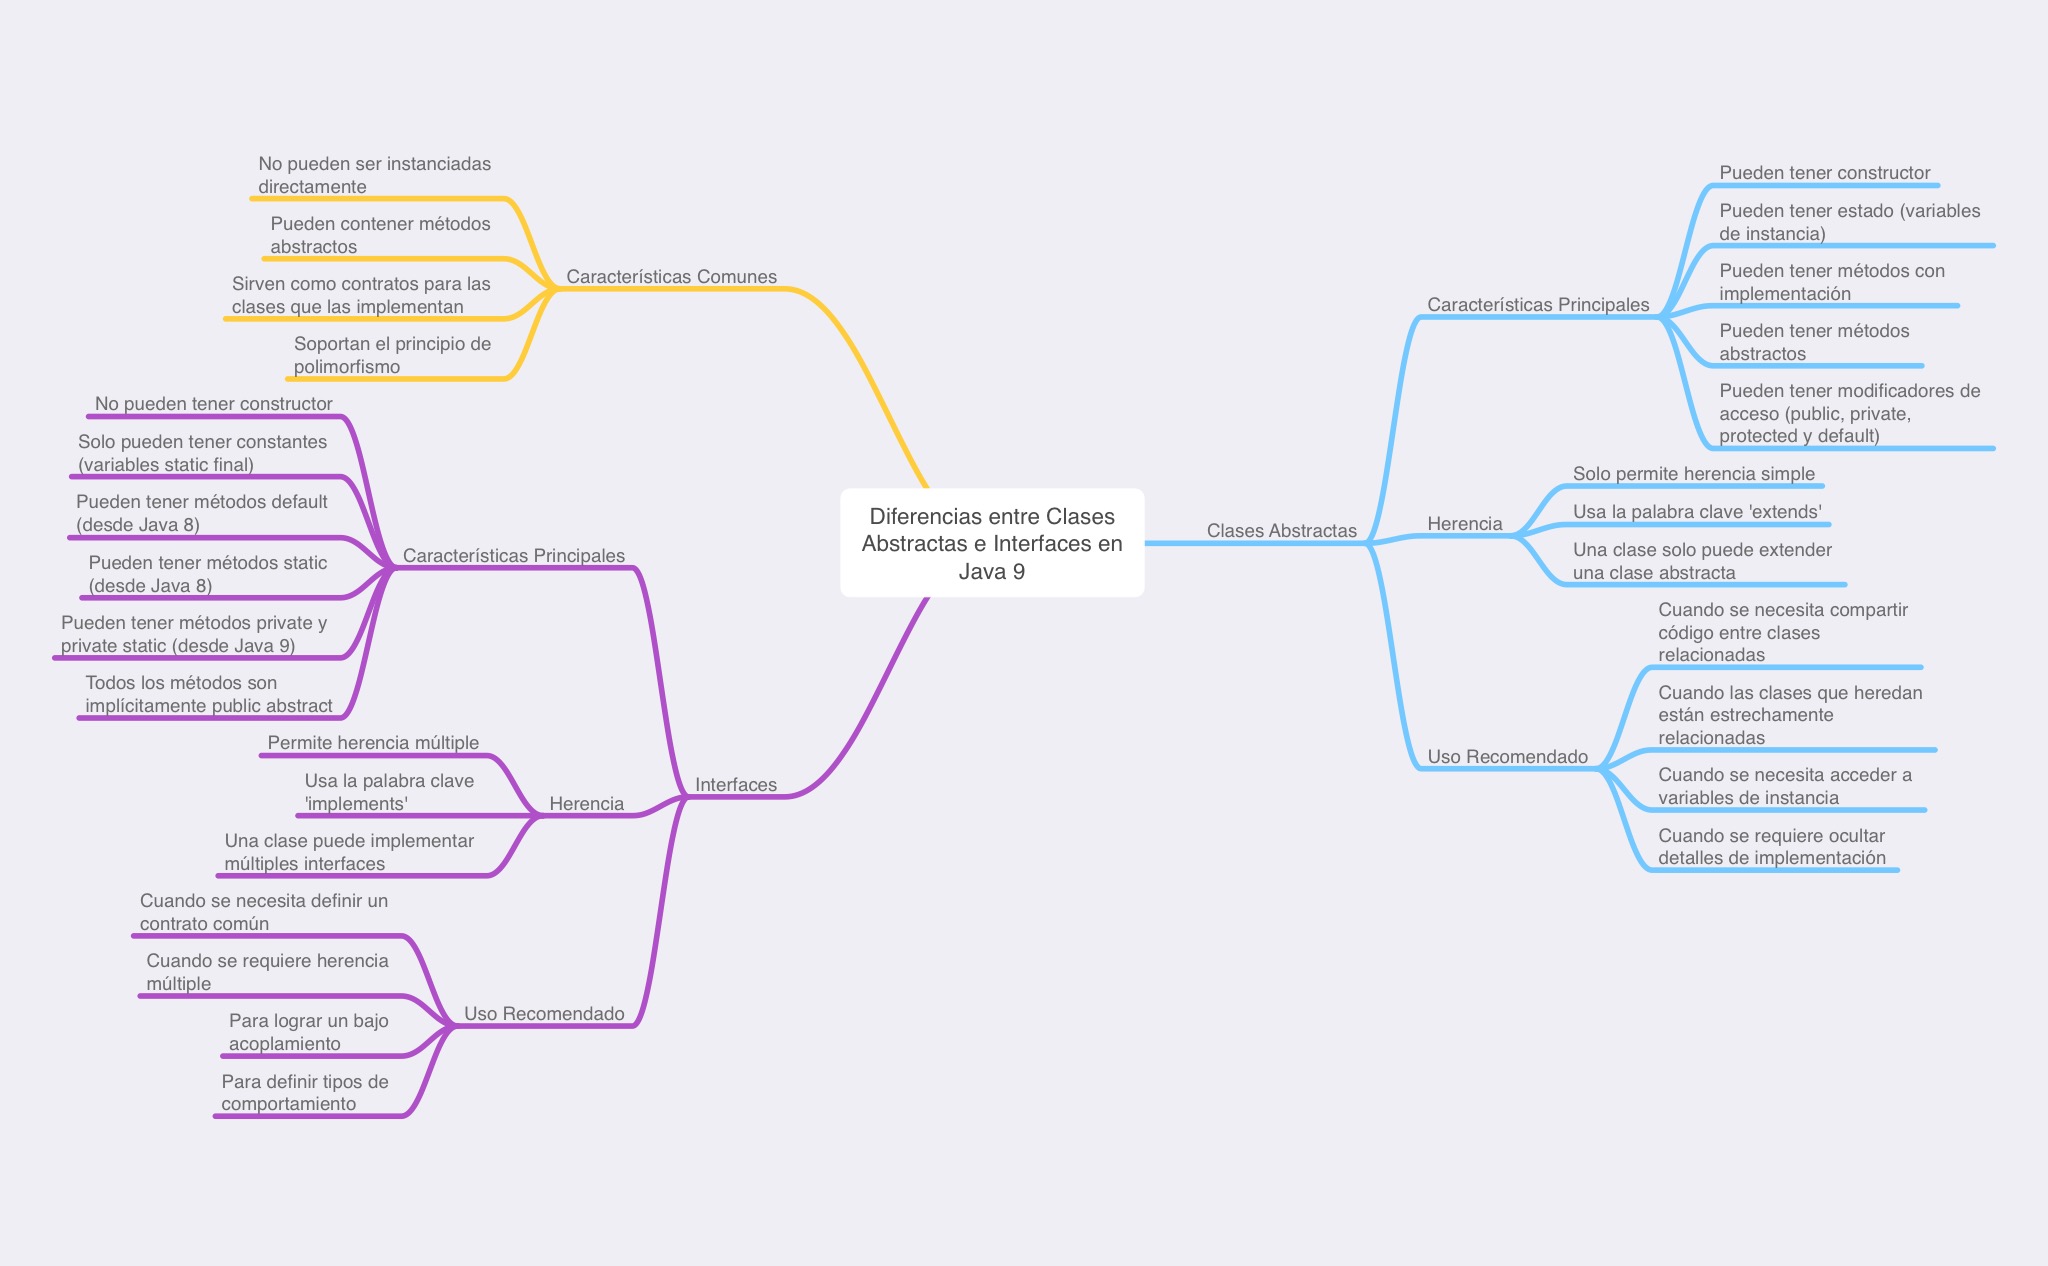 Diferencias entre Clases
Abstractas e Interfaces en
Java 9
Características Comunes
No pueden ser instanciadas
directamente
Pueden contener métodos
abstractos
Sirven como contratos para las
clases que las implementan
Soportan el principio de
polimorfismo
Interfaces
Características Principales
No pueden tener constructor
Solo pueden tener constantes
(variables static final)
Pueden tener métodos default
(desde Java 8)
Pueden tener métodos static
(desde Java 8)
Pueden tener métodos private y
private static (desde Java 9)
Todos los métodos son
implícitamente public abstract
Herencia
Permite herencia múltiple
Usa la palabra clave
'implements'
Una clase puede implementar
múltiples interfaces
Uso Recomendado
Cuando se necesita definir un
contrato común
Cuando se requiere herencia
múltiple
Para lograr un bajo
acoplamiento
Para definir tipos de
comportamiento
Clases Abstractas
Características Principales
Pueden tener constructor
Pueden tener estado (variables
de instancia)
Pueden tener métodos con
implementación
Pueden tener métodos
abstractos
Pueden tener modificadores de
acceso (public, private,
protected y default)
Herencia
Solo permite herencia simple
Usa la palabra clave 'extends'
Una clase solo puede extender
una clase abstracta
Uso Recomendado
Cuando se necesita compartir
código entre clases
relacionadas
Cuando las clases que heredan
están estrechamente
relacionadas
Cuando se necesita acceder a
variables de instancia
Cuando se requiere ocultar
detalles de implementación